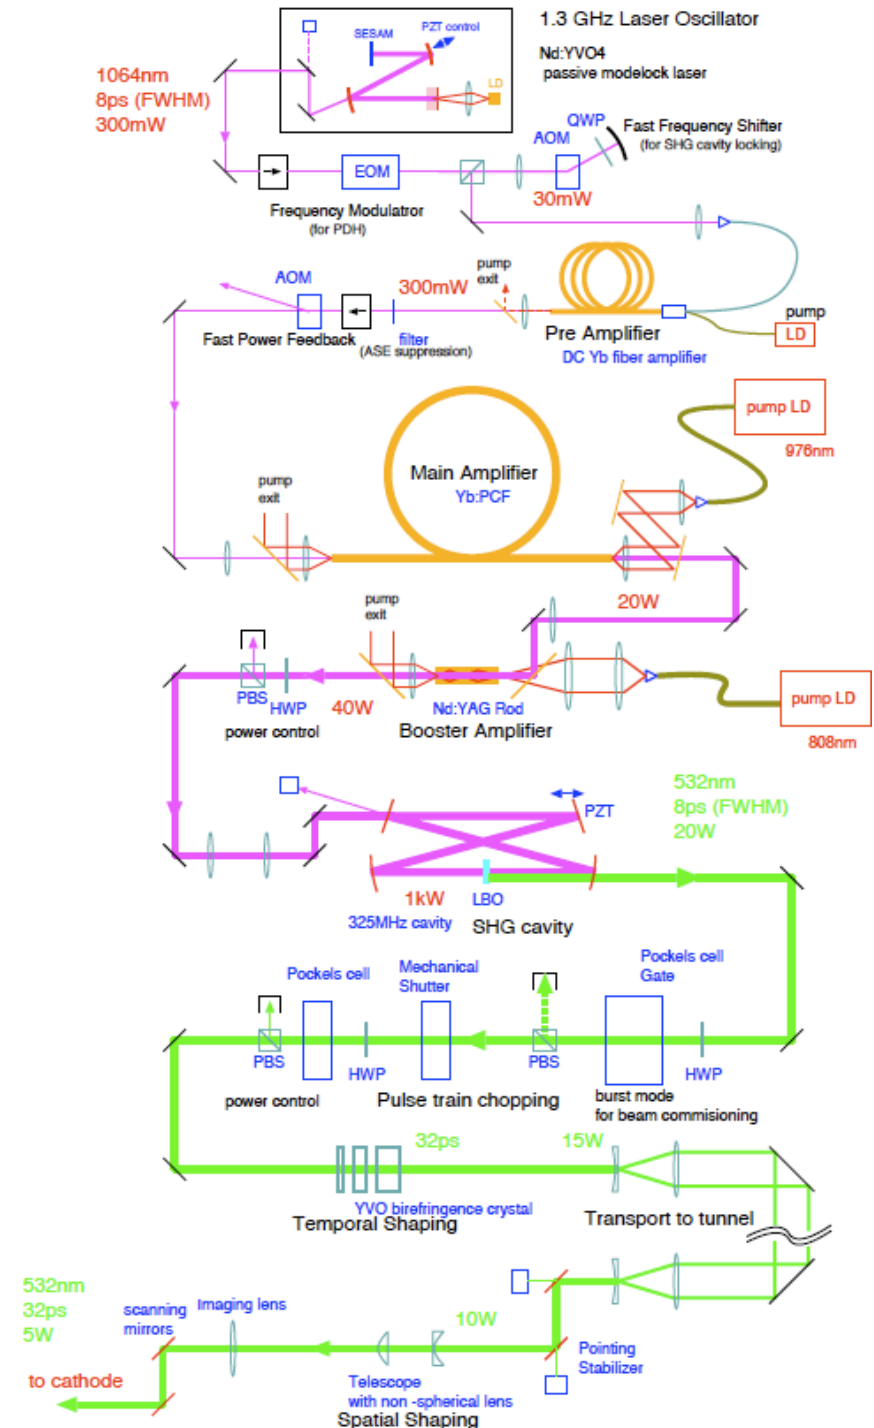 1.3 GHz Laser Oscillator
Nd:YVO4
passive modelock laser
SESAM
PZT control
LD
1064nm
8ps (FWHM)
300mW
EOM
Frequency Modulatror
(for PDH)
AOM
QWP
Fast Frequency Shifter
(for SHG cavity locking)
30mW
AOM
300mW
pump
exit
Fast Power Feedback
filter
(ASE suppression)
Pre Amplifier
DC Yb fiber amplifier
pump
LD
pump LD
976nm
Main Amplifier
Yb:PCF
pump
exit
20W
pump
exit
PBS
HWP
power control
40W
Nd:YAG Rod
Booster Amplifier
pump LD
808nm
532nm
8ps (FWHM)
20W
PZT
1kW
LBO
325MHz cavity
SHG cavity
Pockels cell
Mechanical
Shutter
Pockels cell
Gate
PBS
HWP
PBS
HWP
power control
Pulse train chopping
burst mode
for beam commisioning
32ps
15W
YVO birefringence crystal
Temporal Shaping
Transport to tunnel
532nm
32ps
5W
scanning
mirrors
Imaging lens
10W
Pointing
Stabilizer
to cathode
Telescope
with non -spherical lens
Spatial Shaping